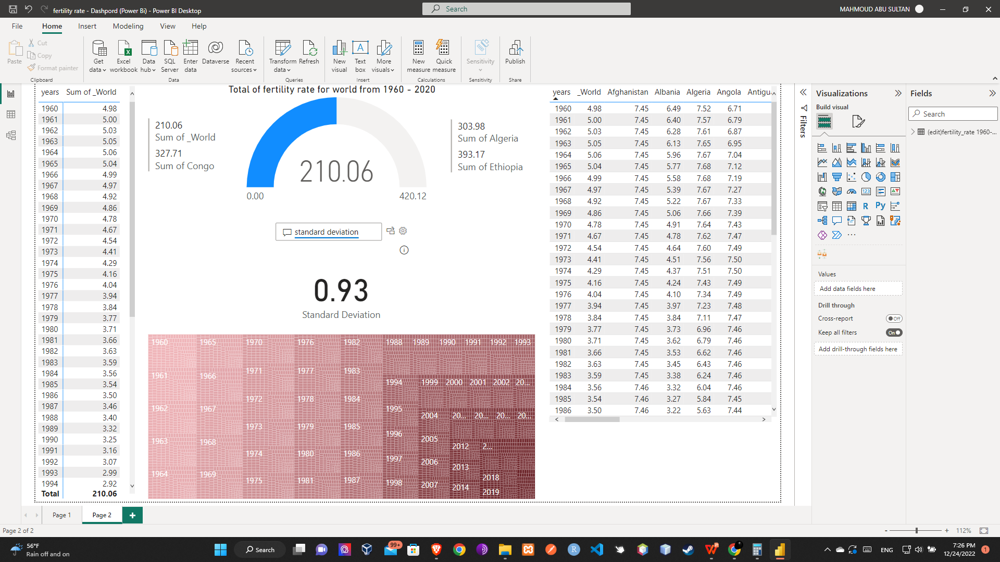 fertility rate - Dashpord (Power Bi) - Power BI Desktop
Search
MAHMOUD ABU SULTAN
File Home Insert Modeling View Help
Paste
Cut
Copy
Format painter
Clipboard
Get data
Excel workbook
Data hub
SQL Server
Enter data
Dataverse
Recent sources
Data
Transform data
Refresh
Queries
New visual
Text box
More visuals
Insert
New measure
Quick measure
Calculations
Sensitivity
Sensitivity
Publish
Share
years Sum of _World
1960 4.98
1961 5.00
1962 5.03
1963 5.05
1964 5.06
1965 5.04
1966 4.99
1967 4.97
1968 4.92
1969 4.86
1970 4.78
1971 4.67
1972 4.54
1973 4.41
1974 4.29
1975 4.16
1976 4.04
1977 3.94
1978 3.84
1979 3.77
1980 3.71
1981 3.66
1982 3.63
1983 3.59
1984 3.56
1985 3.54
1986 3.50
1987 3.46
1988 3.40
1989 3.32
1990 3.25
1991 3.16
1992 3.07
1993 2.99
1994 2.92
Total 210.06
Total of fertility rate for world from 1960 - 2020
210.06
Sum of _World
327.71
Sum of Congo
210.06
0.00
420.12
303.98
Sum of Algeria
393.17
Sum of Ethiopia
standard deviation
0.93
Standard Deviation
1960 1965 1970 1976 1982 1988 1989 1990 1991 1992 1993
1961 1966 1971 1977 1983 1994 1999 2000 2001 2002 20...
1962 1967 1972 1978 1984 1995 2004 20... 20... 20... 20...
1963 1968 1973 1979 1985 1996 2005 2012 2...
1964 1969 1974 1980 1986 1997 2006 2013 2018
1975 1981 1987 1998 2007 2014 2019
years _World Afghanistan Albania Algeria Angola Antigua
1960 4.98 7.45 6.49 7.52 6.71
1961 5.00 7.45 6.40 7.57 6.79
1962 5.03 7.45 6.28 7.61 6.87
1963 5.05 7.45 6.13 7.65 6.95
1964 5.06 7.45 5.96 7.67 7.04
1965 5.04 7.45 5.77 7.68 7.12
1966 4.99 7.45 5.58 7.68 7.19
1967 4.97 7.45 5.39 7.67 7.27
1968 4.92 7.45 5.22 7.67 7.33
1969 4.86 7.45 5.06 7.66 7.39
1970 4.78 7.45 4.91 7.64 7.43
1971 4.67 7.45 4.78 7.62 7.47
1972 4.54 7.45 4.64 7.60 7.49
1973 4.41 7.45 4.51 7.56 7.50
1974 4.29 7.45 4.37 7.51 7.50
1975 4.16 7.45 4.24 7.43 7.49
1976 4.04 7.45 4.10 7.34 7.49
1977 3.94 7.45 3.97 7.23 7.48
1978 3.84 7.45 3.84 7.11 7.47
1979 3.77 7.45 3.73 6.96 7.46
1980 3.71 7.45 3.62 6.79 7.46
1981 3.66 7.45 3.53 6.62 7.46
1982 3.63 7.45 3.45 6.43 7.46
1983 3.59 7.45 3.38 6.24 7.46
1984 3.56 7.46 3.32 6.04 7.46
1985 3.54 7.46 3.27 5.84 7.45
1986 3.50 7.46 3.22 5.63 7.44
Filters
Visualizations
Build visual
R Py
123
...
Values
Add data fields here
Drill through
Cross-report Off
Keep all filters On
Add drill-through fields here
Fields
Search
(edit)fertility_rate 1960-...
Page 1 Page 2 +
Page 2 of 2
- + 112%
56°F
Rain off and on
Search
99+
ENG
7:26 PM
12/24/2022
1